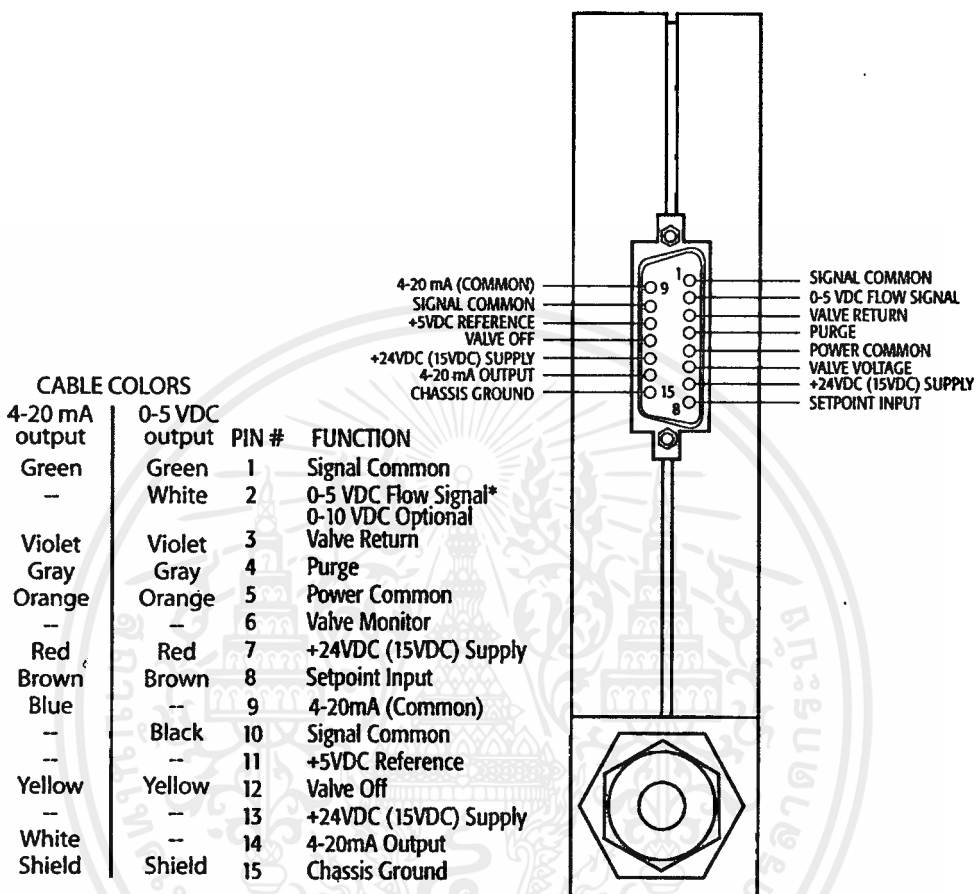 4-20 mA (COMMON)
SIGNAL COMMON
+5VDC REFERENCE
VALVE OFF
+24VDC (15VDC) SUPPLY
4-20 mA OUTPUT
CHASSIS GROUND
1
9
15
8
SIGNAL COMMON
0-5 VDC FLOW SIGNAL
VALVE RETURN
PURGE
POWER COMMON
VALVE VOLTAGE
+24VDC (15VDC) SUPPLY
SETPOINT INPUT
CABLE COLORS
4-20 mA output 0-5 VDC output PIN # FUNCTION
Green Green 1 Signal Common
-- White 2 0-5 VDC Flow Signal*
0-10 VDC Optional
Violet Violet 3 Valve Return
Gray Gray 4 Purge
Orange Orange 5 Power Common
-- -- 6 Valve Monitor
Red Red 7 +24VDC (15VDC) Supply
Brown Brown 8 Setpoint Input
Blue -- 9 4-20mA (Common)
-- Black 10 Signal Common
-- -- 11 +5VDC Reference
Yellow Yellow 12 Valve Off
-- -- 13 +24VDC (15VDC) Supply
White -- 14 4-20mA Output
Shield Shield 15 Chassis Ground